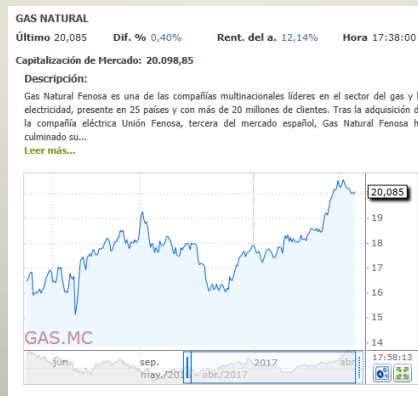 GAS NATURAL
Último 20,085 Dif. % 0,40% Rent. del a. 12,14% Hora 17:38:00
Capitalización de Mercado: 20.098,85
Descripción:
Gas Natural Fenosa es una de las compañías multinacionales líderes en el sector del gas y l
electricidad, presente en 25 países y con más de 20 millones de clientes. Tras la adquisición d
la compañía eléctrica Unión Fenosa, tercera del mercado español, Gas Natural Fenosa h
culminado su...
Leer más...
20,085
19
18
17
16
15
14
GAS.MC
jun. sep. 2017 abr.
may./201 abr./2017
17:58:13